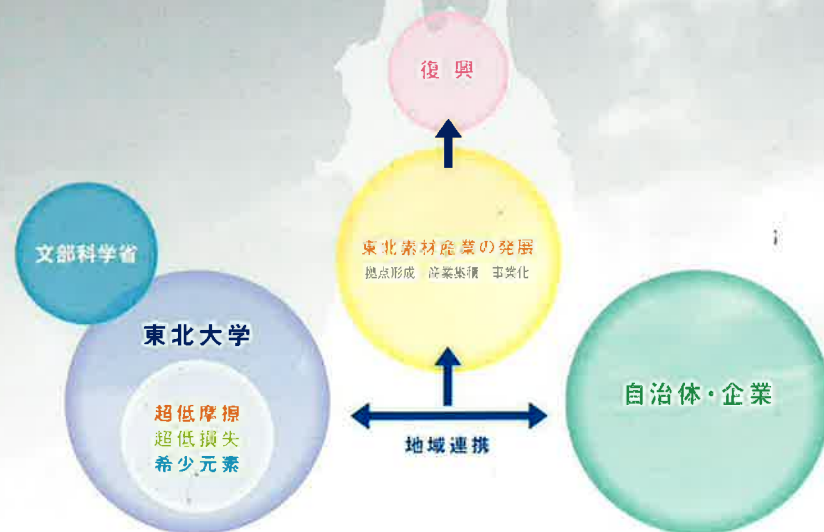 復興
東北素材産業の発展
拠点形成 産業集積 事業化
文部科学省
東北大学
超低摩擦
超低損失
希少元素
地域連携
自治体・企業